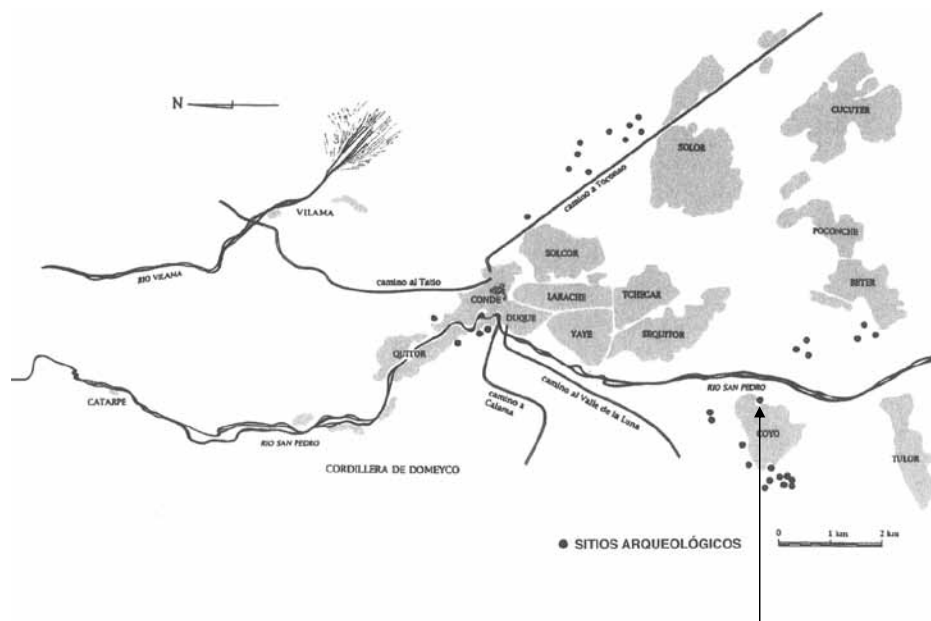 N
CUCUTER
SOLOR
camino a Toconao
VILAMA
POCONCHE
SOLCOR
RIO VILAMA
camino al Tatio
BETER
CONDE
LARACHE
TCHECAR
DUQUE
YAYE
SEQUITOR
QUITOR
RIO SAN PEDRO
CATARPE
camino a
Calama
camino al Valle de la Luna
COYO
RIO SAN PEDRO
TULOR
CORDILLERA DE DOMEYCO
0 1 km 2 km
SITIOS ARQUEOLÓGICOS